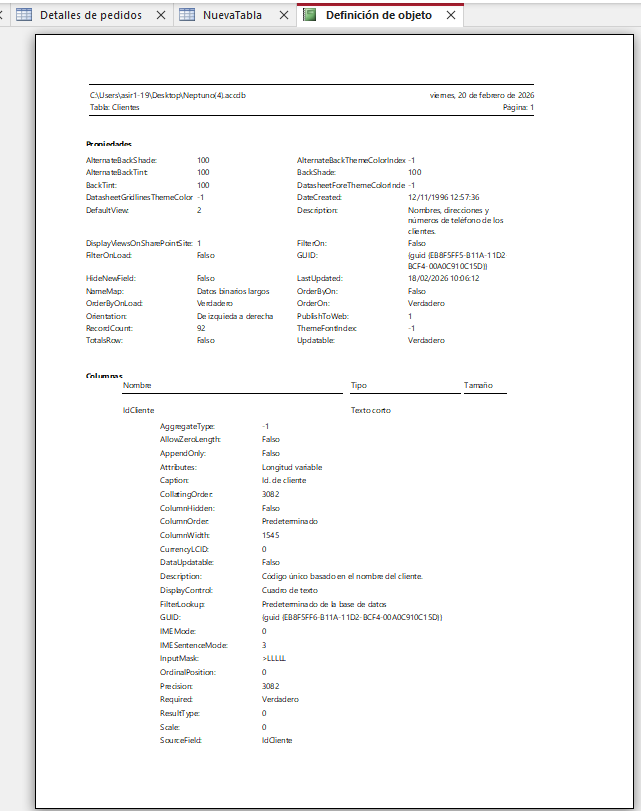 Detalles de pedidos NuevaTabla Definición de objeto
C:\Users\asir1-19\Desktop\Neptuno(4).accdb viernes, 20 de febrero de 2026
Tabla: Clientes Página: 1
Propiedades
AlternateBackShade: 100 AlternateBackThemeColorIndex -1
AlternateBackTint: 100 BackShade: 100
BackTint: 100 DatasheetForeThemeColorInde -1
DatasheetGridlinesThemeColor -1 DateCreated: 12/11/1996 12:57:36
DefaultView: 2 Description: Nombres, direcciones y
números de teléfono de los
clientes.
DisplayViewsOnSharePointSite: 1 FilterOn: Falso
FilterOnLoad: Falso GUID: {guid {EB8F5FF5-B11A-11D2
BCF4-00A0C910C15D}}
HideNewField: Falso LastUpdated: 18/02/2026 10:06:12
NameMap: Datos binarios largos OrderByOn: Falso
OrderByOnLoad: Verdadero OrderOn: Verdadero
Orientation: De izquieda a derecha PublishToWeb: 1
RecordCount: 92 ThemeFontIndex: -1
TotalsRow: Falso Updatable: Verdadero
Columnas
Nombre Tipo Tamaño
IdCliente Texto corto
AggregateType: -1
AllowZeroLength: Falso
AppendOnly: Falso
Attributes: Longitud variable
Caption: Id. de cliente
CollatingOrder: 3082
ColumnHidden: Falso
ColumnOrder: Predeterminado
ColumnWidth: 1545
CurrencyLCID: 0
DataUpdatable: Falso
Description: Código único basado en el nombre del cliente.
DisplayControl: Cuadro de texto
FilterLookup: Predeterminado de la base de datos
GUID: {guid {EB8F5FF6-B11A-11D2-BCF4-00A0C910C15D}}
IMEMode: 0
IMESentenceMode: 3
InputMask: >LLLLL
OrdinalPosition: 0
Precision: 3082
Required: Verdadero
ResultType: 0
Scale: 0
SourceField: IdCliente